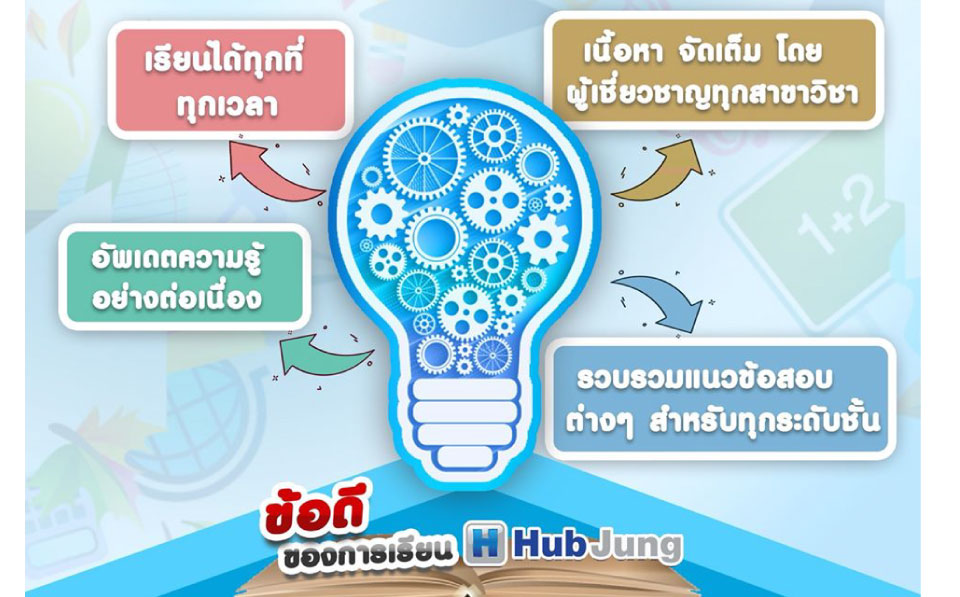 เรียนได้ทุกที่
ทุกเวลา
เนื้อหา จัดเต็ม โดย
ผู้เชี่ยวชาญทุกสาขาวิชา
อัพเดตความรู้
อย่างต่อเนื่อง
รวบรวมแนวข้อสอบ
ต่างๆ สำหรับทุกระดับชั้น
1+2
ข้อดี
ของการเรียน H HubJung